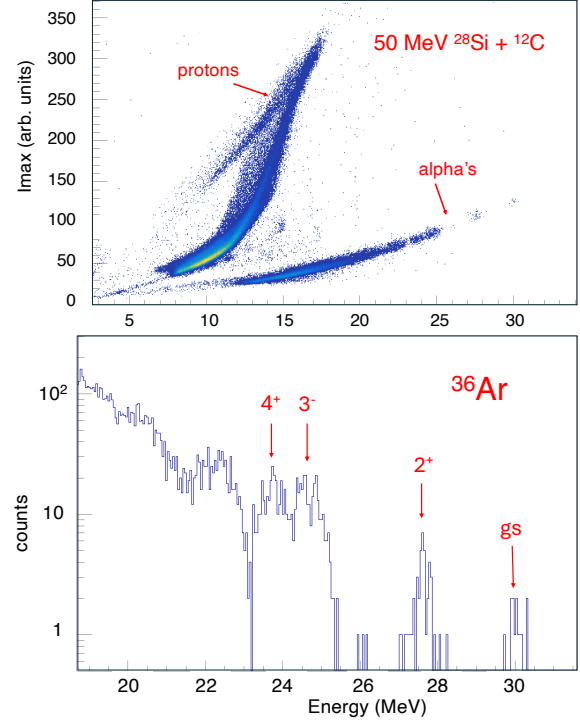 350
50 MeV ²⁸Si + ¹²C
300
protons
250
200
alpha's
150
100
50
0
Imax (arb. units)
5 10 15 20 25 30
³⁶Ar
10²
4⁺ 3⁻
2⁺
10
gs
1
counts
20 22 24 26 28 30
Energy (MeV)